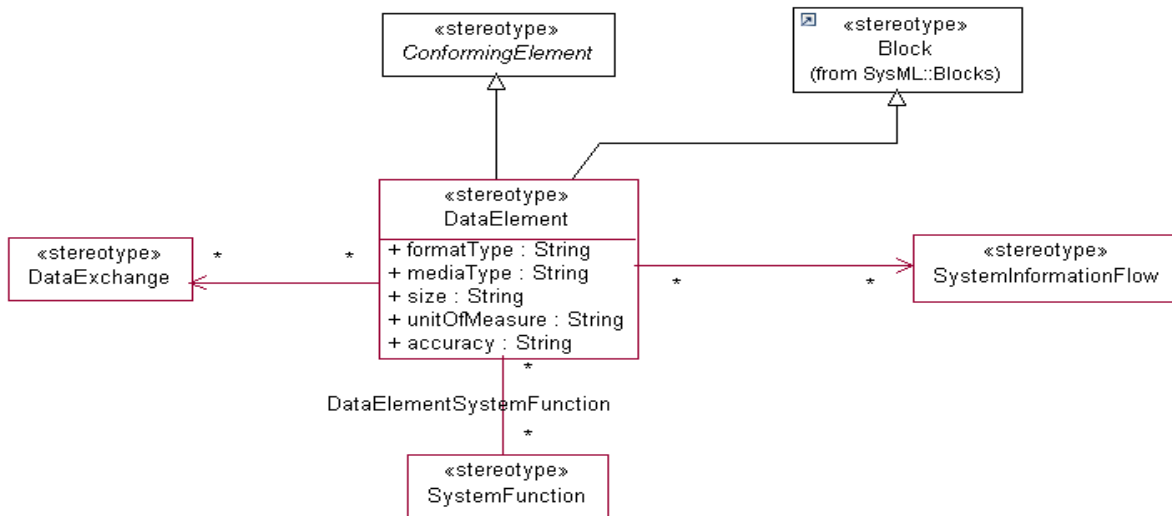 «stereotype»
ConformingElement
«stereotype»
Block
(from SysML::Blocks)
«stereotype»
DataElement
+ formatType : String
+ mediaType : String
+ size : String
+ unitOfMeasure : String
+ accuracy : String
«stereotype»
DataExchange
*
*
«stereotype»
SystemInformationFlow
*
*
*
DataElementSystemFunction
*
«stereotype»
SystemFunction